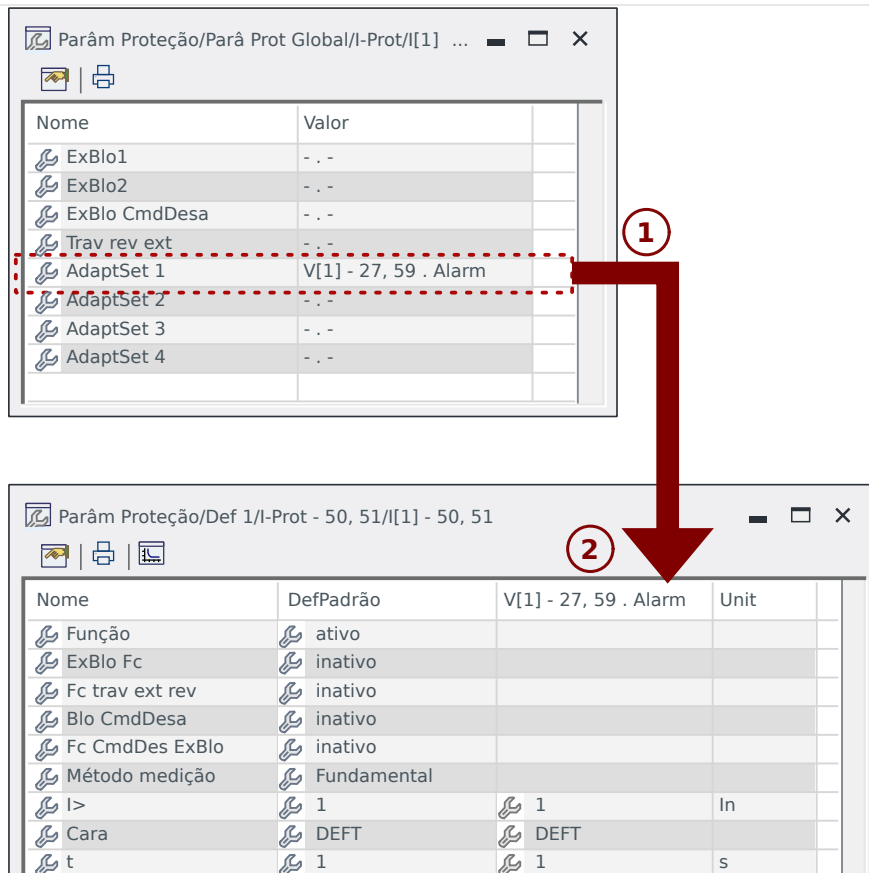 Parâm Proteção/Parâ Prot Global/I-Prot/I[1] ...
Nome Valor
ExBlo1 - . -
ExBlo2 - . -
ExBlo CmdDesa - . -
Trav rev ext - . -
AdaptSet 1 V[1] - 27, 59 . Alarm
AdaptSet 2 - . -
AdaptSet 3 - . -
AdaptSet 4 - . -
1
Parâm Proteção/Def 1/I-Prot - 50, 51/I[1] - 50, 51
2
Nome DefPadrão V[1] - 27, 59 . Alarm Unit
Função ativo
ExBlo Fc inativo
Fc trav ext rev inativo
Blo CmdDesa inativo
Fc CmdDes ExBlo inativo
Método medição Fundamental
I> 1 1 In
Cara DEFT DEFT
t 1 1 s